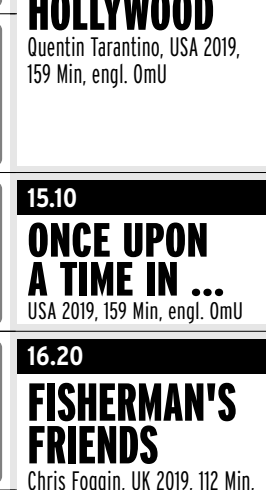 HOLLYWOOD
Quentin Tarantino, USA 2019,
159 Min, engl. OmU
15.10
ONCE UPON
A TIME IN ...
USA 2019, 159 Min, engl. OmU
16.20
FISHERMAN'S
FRIENDS
Chris Foggin, UK 2019, 112 Min,